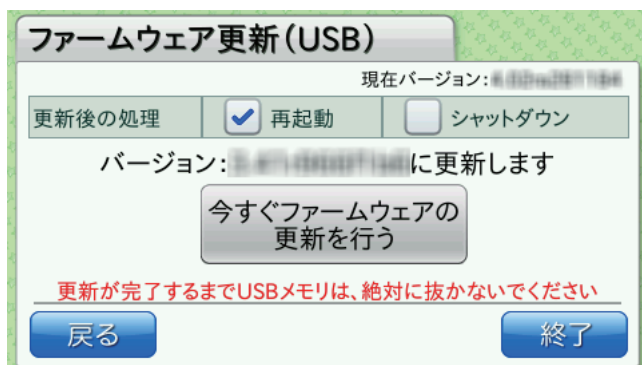 ファームウェア更新（USB）
現在バージョン：
更新後の処理 再起動 シャットダウン
バージョン： に更新します
今すぐファームウェアの
更新を行う
更新が完了するまでUSBメモリは、絶対に抜かないでください
戻る 終了